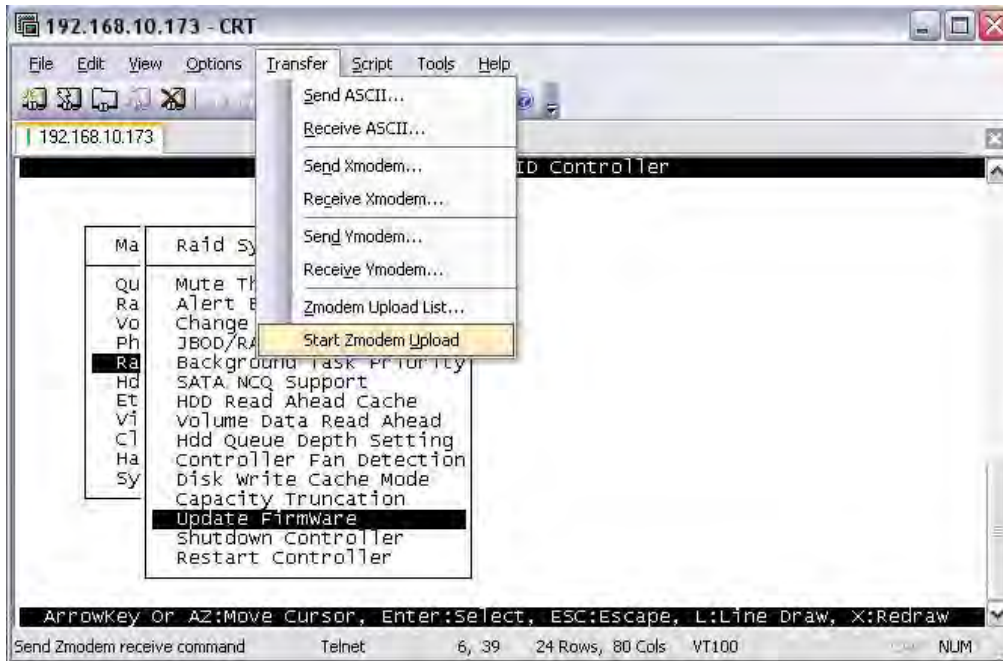 192.168.10.173 - CRT
File Edit View Options Transfer Script Tools Help
Send ASCII...
Receive ASCII...
Send Xmodem...
Receive Xmodem...
Send Ymodem...
Receive Ymodem...
Zmodem Upload List...
Start Zmodem Upload
192.168.10.173
ID Controller
Ma
Qu
Ra
Vo
Ph
Ra
Hd
Et
Vi
Cl
Ha
Sy
Raid Sy
Mute Th
Alert B
Change
JBOD/RA
Background Task Priority
SATA NCQ Support
HDD Read Ahead Cache
Volume Data Read Ahead
Hdd Queue Depth Setting
Controller Fan Detection
Disk Write Cache Mode
Capacity Truncation
Update FirmWare
Shutdown Controller
Restart Controller
ArrowKey Or AZ:Move Cursor, Enter:Select, ESC:Escape, L:Line Draw, X:Redraw
Send Zmodem receive command Telnet 6, 39 24 Rows, 80 Cols VT100 NUM